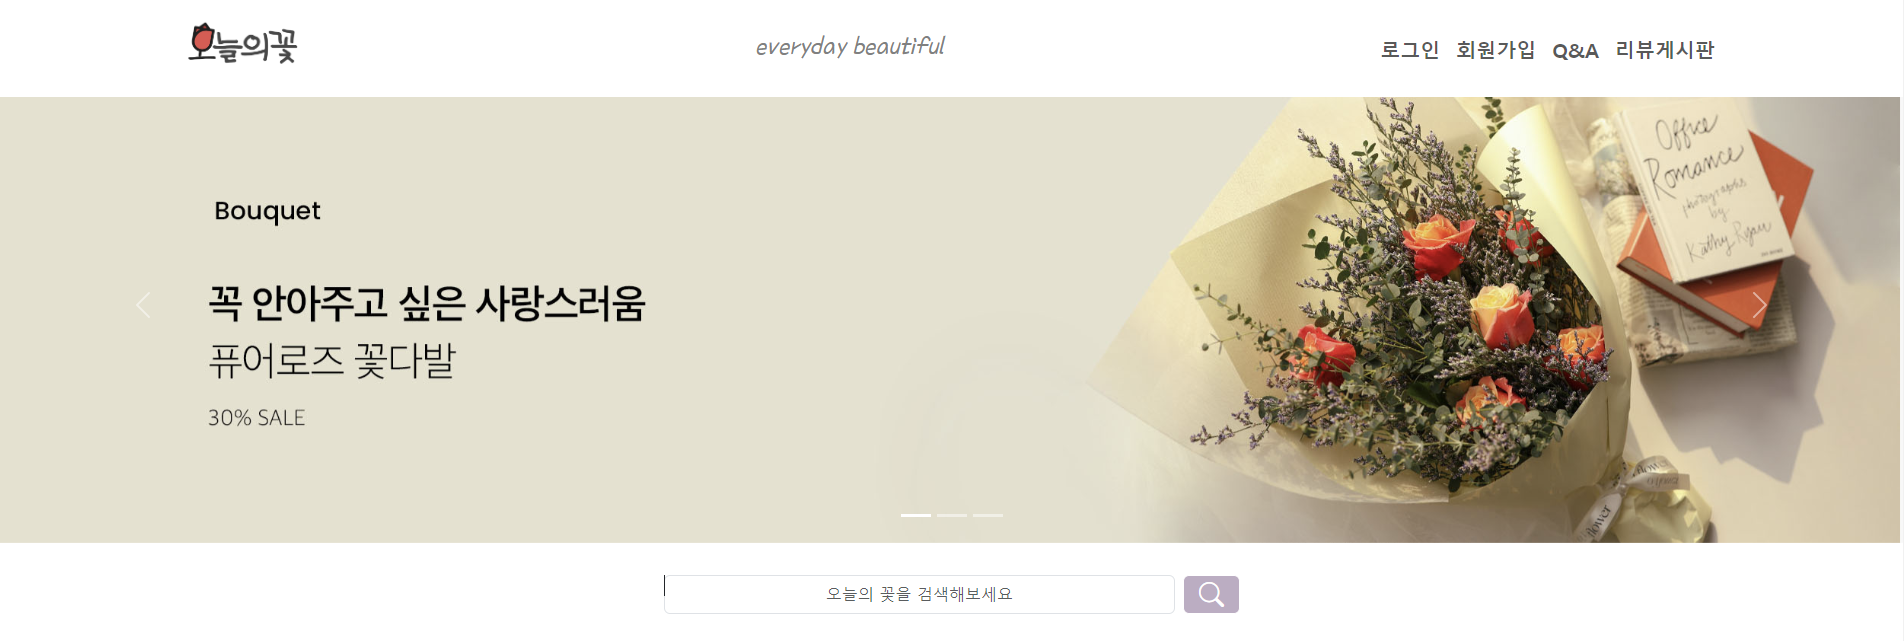 오늘의꽃
everyday beautiful
로그인 회원가입 Q&A 리뷰게시판
Bouquet
꼭 안아주고 싶은 사랑스러움
퓨어로즈 꽃다발
30% SALE
Office
Romance
photographs
by
Kathy Ryan
flower
오늘의 꽃을 검색해보세요